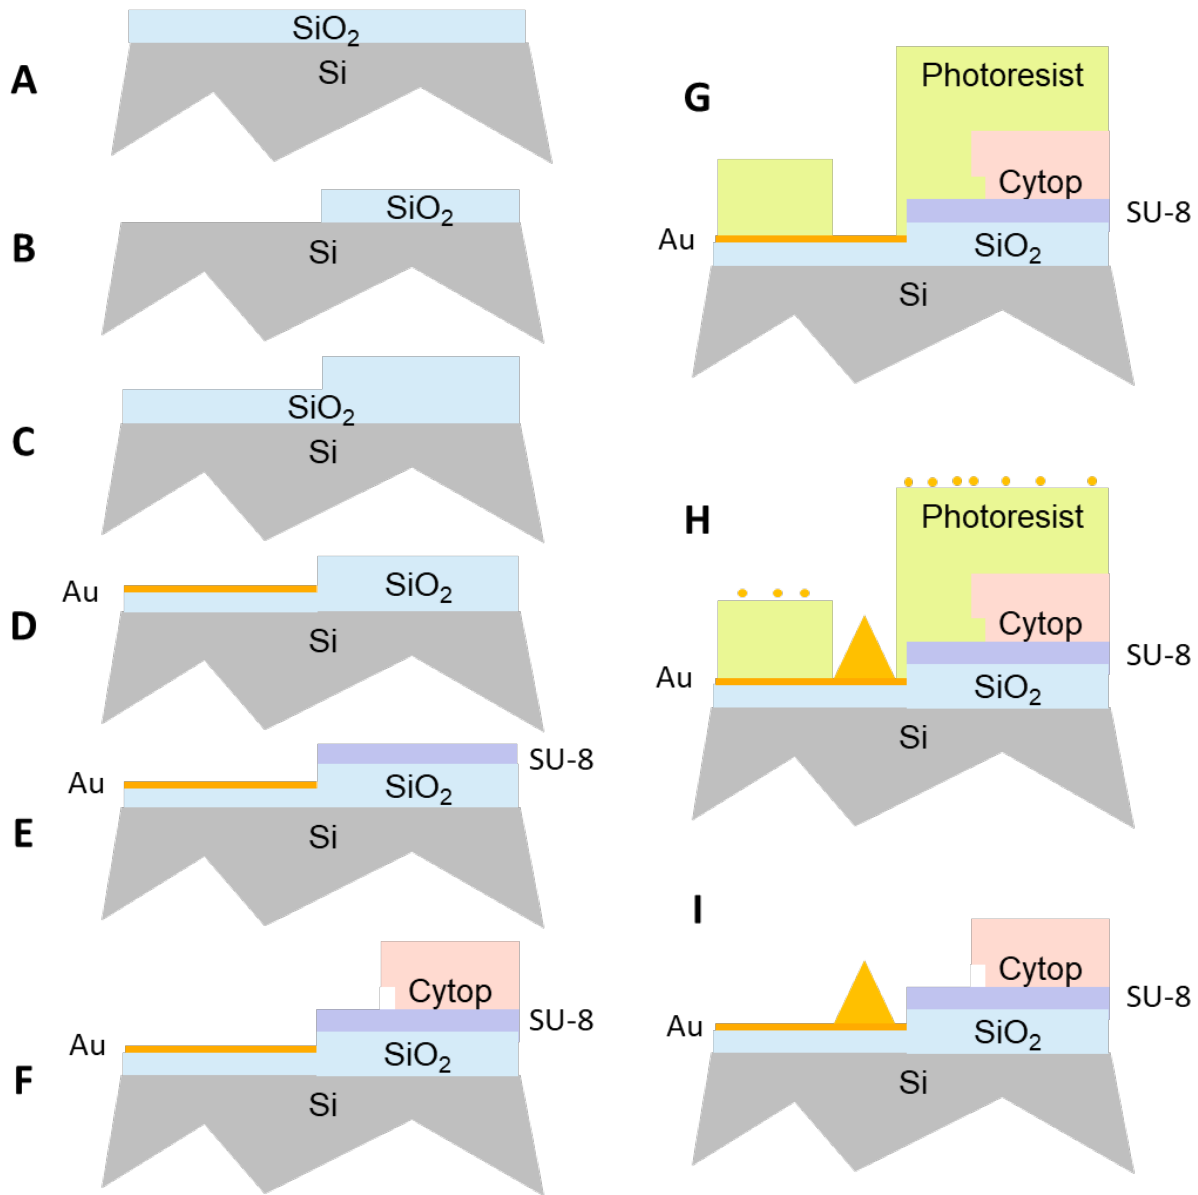 A
SiO₂
Si
B
SiO₂
Si
C
SiO₂
Si
D
Au
SiO₂
Si
E
Au
SU-8
SiO₂
Si
F
Cytop
SU-8
Au
SiO₂
Si
G
Photoresist
Cytop
SU-8
Au
SiO₂
Si
H
Photoresist
Cytop
SU-8
Au
SiO₂
Si
I
Cytop
SU-8
Au
SiO₂
Si